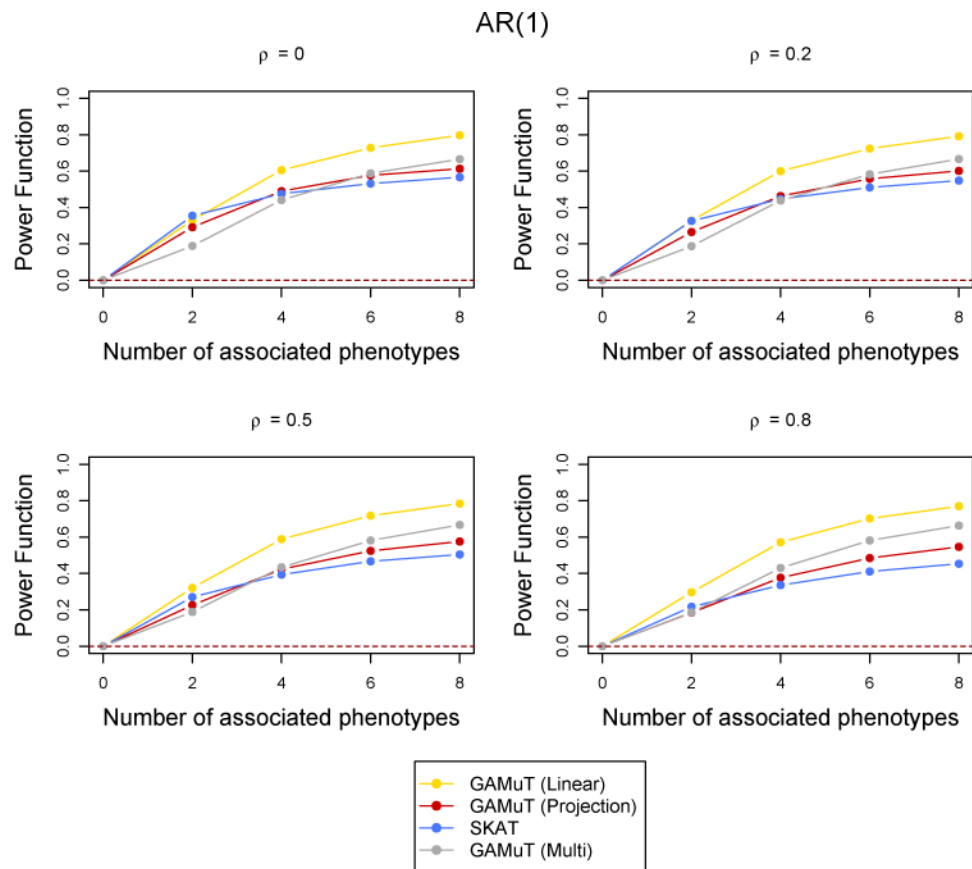 AR(1)
ρ = 0
Power Function
0.0 0.2 0.4 0.6 0.8 1.0
0 2 4 6 8
Number of associated phenotypes
ρ = 0.2
Power Function
0.0 0.2 0.4 0.6 0.8 1.0
0 2 4 6 8
Number of associated phenotypes
ρ = 0.5
Power Function
0.0 0.2 0.4 0.6 0.8 1.0
0 2 4 6 8
Number of associated phenotypes
ρ = 0.8
Power Function
0.0 0.2 0.4 0.6 0.8 1.0
0 2 4 6 8
Number of associated phenotypes
GAMuT (Linear)
GAMuT (Projection)
SKAT
GAMuT (Multi)